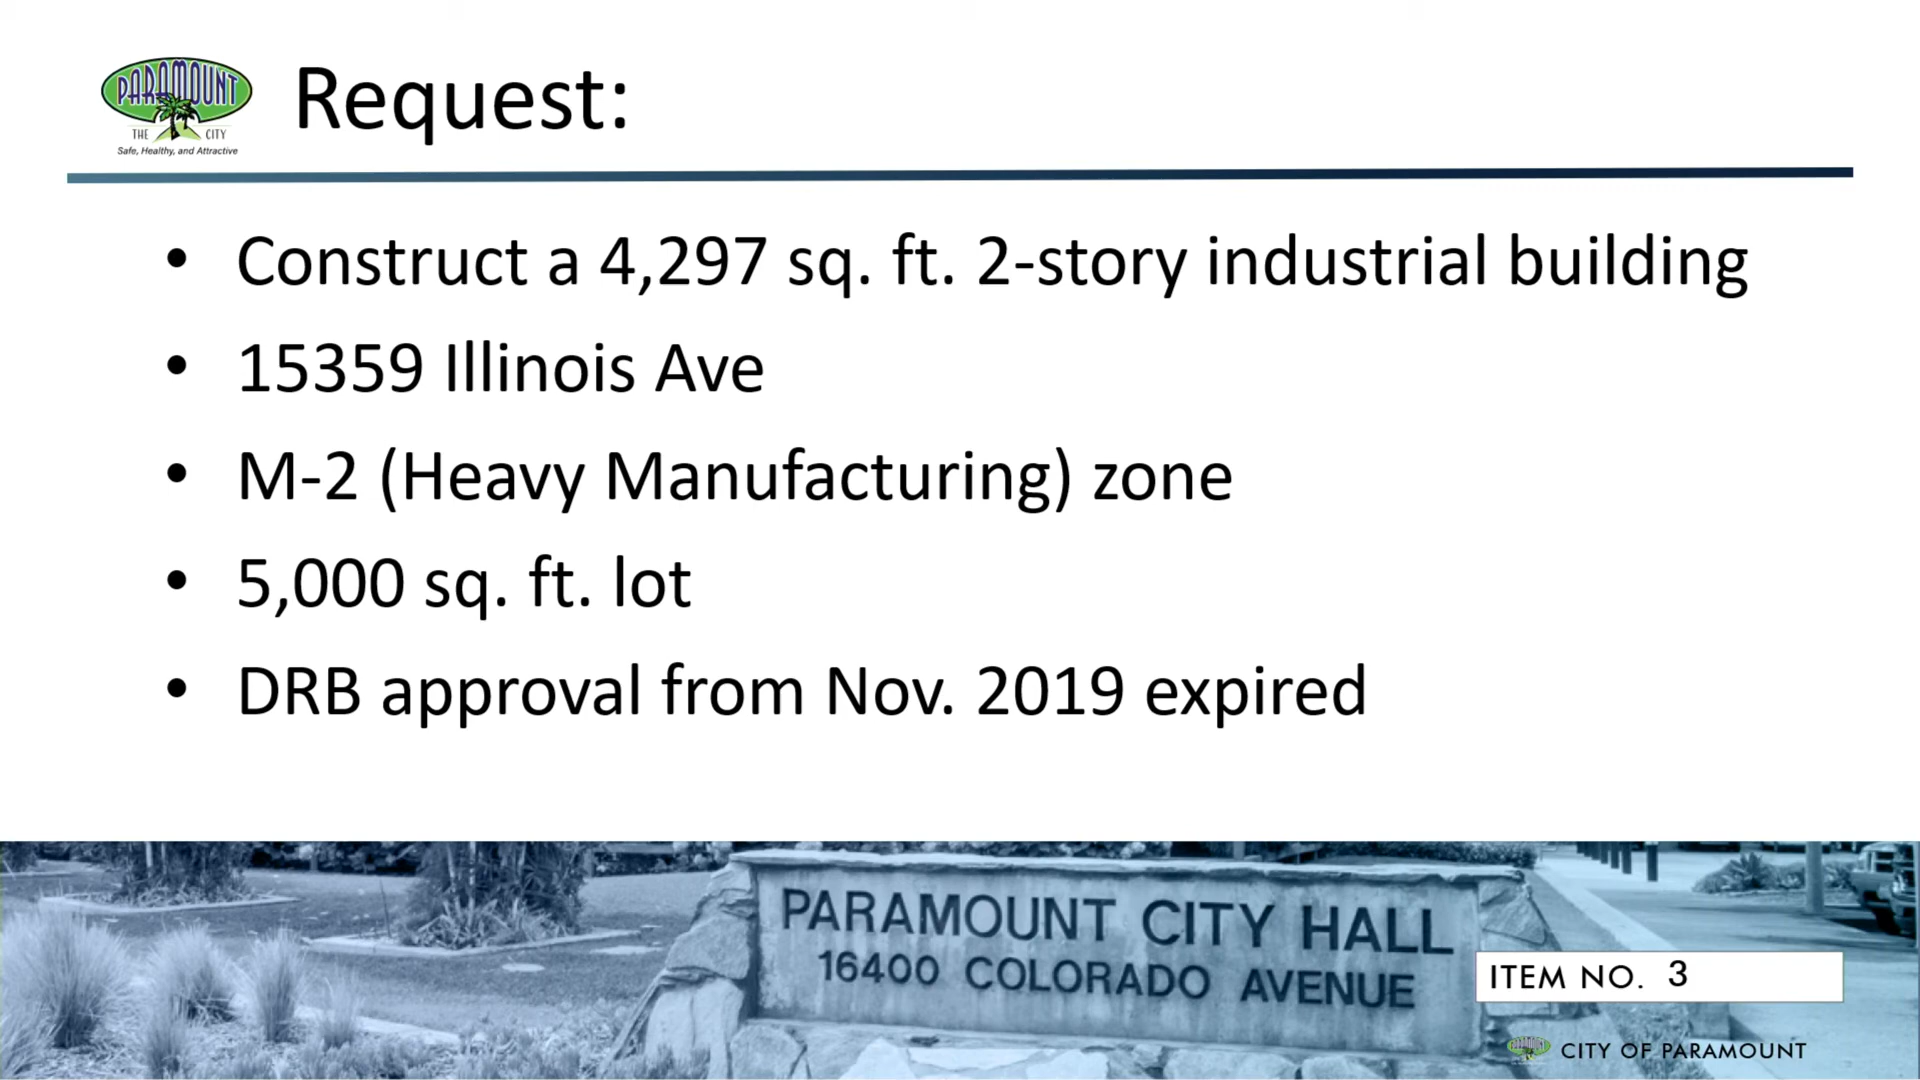 PARAMOUNT
THE CITY
Safe, Healthy, and Attractive
Request:
• Construct a 4,297 sq. ft. 2-story industrial building
• 15359 Illinois Ave
• M-2 (Heavy Manufacturing) zone
• 5,000 sq. ft. lot
• DRB approval from Nov. 2019 expired
PARAMOUNT CITY HALL
16400 COLORADO AVENUE
ITEM NO. 3
PARAMOUNT
CITY OF PARAMOUNT